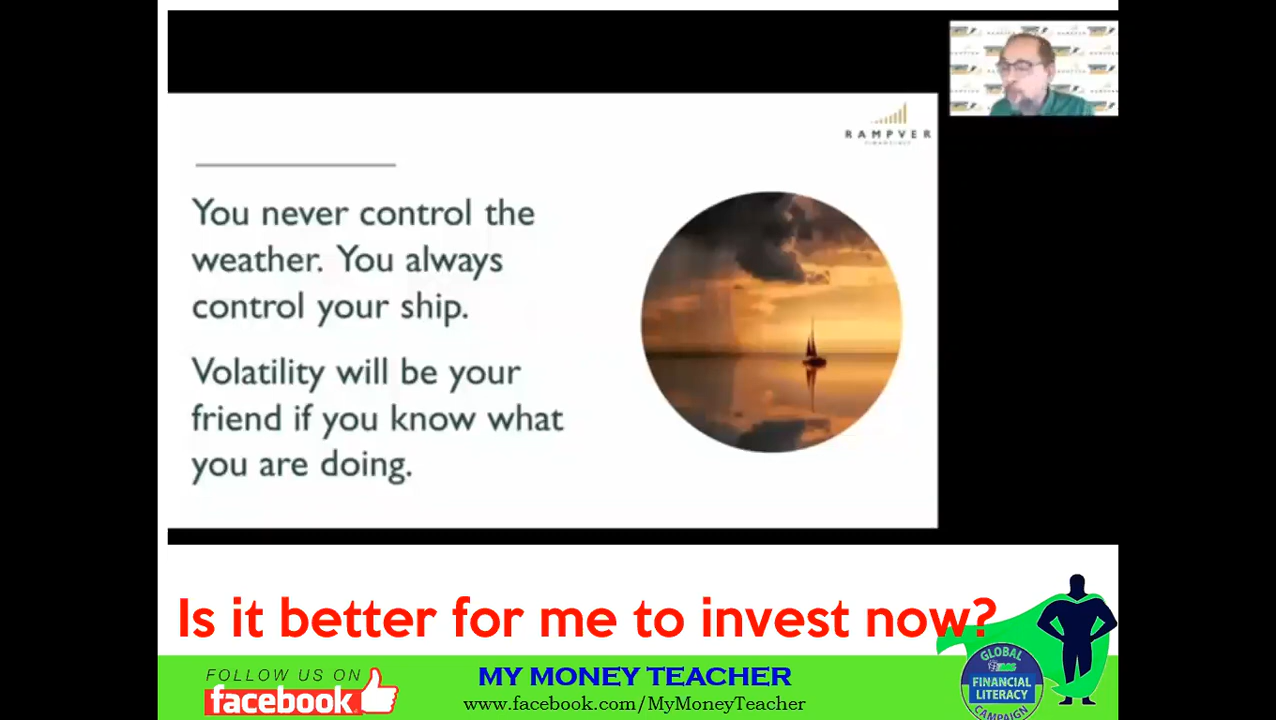 RAMPVER
You never control the
weather. You always
control your ship.
Volatility will be your
friend if you know what
you are doing.
Is it better for me to invest now?
FOLLOW US ON
facebook
MY MONEY TEACHER
www.facebook.com/MyMoneyTeacher
GLOBAL
FINANCIAL
LITERACY
CAMPAIGN